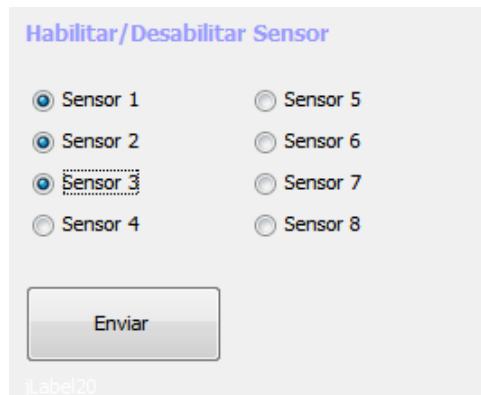 Habilitar/Desabilitar Sensor
Sensor 1
Sensor 5
Sensor 2
Sensor 6
Sensor 3
Sensor 7
Sensor 4
Sensor 8
Enviar
jLabel20